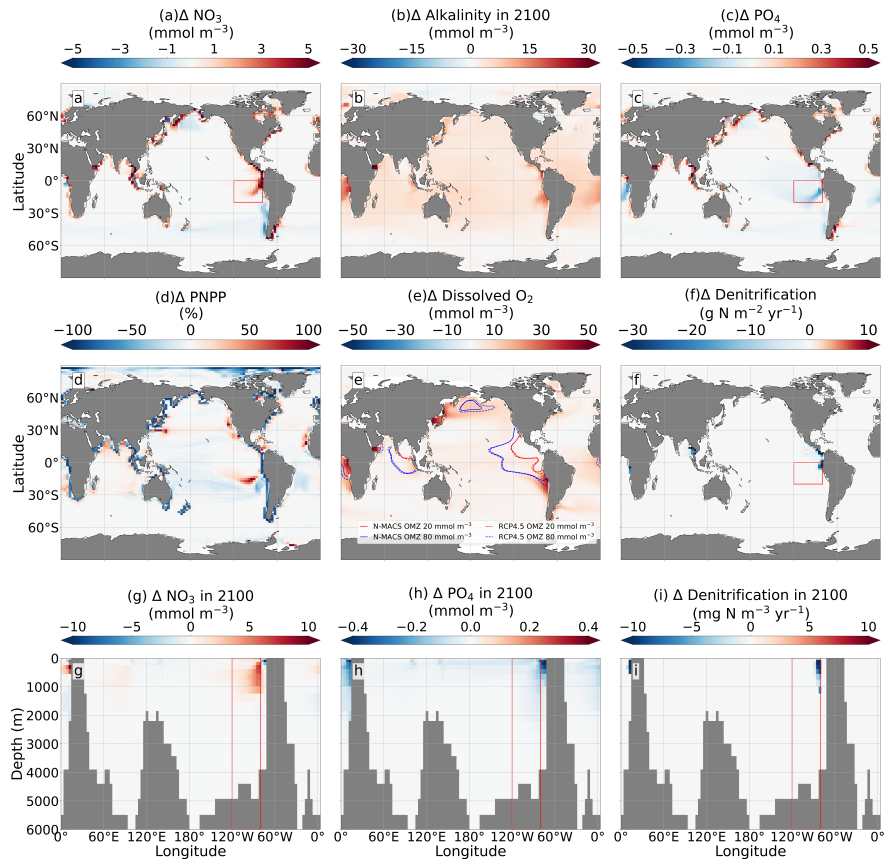 (a)Δ NO₃
(mmol m⁻³)
−5 −3 −1 1 3 5
(b)Δ Alkalinity in 2100
(mmol m⁻³)
−30 −15 0 15 30
(c)Δ PO₄
(mmol m⁻³)
−0.5 −0.3 −0.1 0.1 0.3 0.5
a
b
c
60°N
30°N
0°
30°S
60°S
Latitude
(d)Δ PNPP
(%)
−100 −50 0 50 100
(e)Δ Dissolved O₂
(mmol m⁻³)
−50 −30 −10 10 30 50
(f)Δ Denitrification
(g N m⁻² yr⁻¹)
−30 −20 −10 0 10
d
e
f
60°N
30°N
0°
30°S
60°S
Latitude
N-MACS OMZ 20 mmol m⁻³
N-MACS OMZ 80 mmol m⁻³
RCP4.5 OMZ 20 mmol m⁻³
RCP4.5 OMZ 80 mmol m⁻³
(g) Δ NO₃ in 2100
(mmol m⁻³)
−10 −5 0 5 10
(h) Δ PO₄ in 2100
(mmol m⁻³)
−0.4 −0.2 0.0 0.2 0.4
(i) Δ Denitrification in 2100
(mg N m⁻³ yr⁻¹)
−10 −5 0 5 10
g
h
i
0
1000
2000
3000
4000
5000
6000
Depth (m)
0° 60°E 120°E 180° 120°W 60°W 0°
0° 60°E 120°E 180° 120°W 60°W 0°
0° 60°E 120°E 180° 120°W 60°W 0°
Longitude
Longitude
Longitude